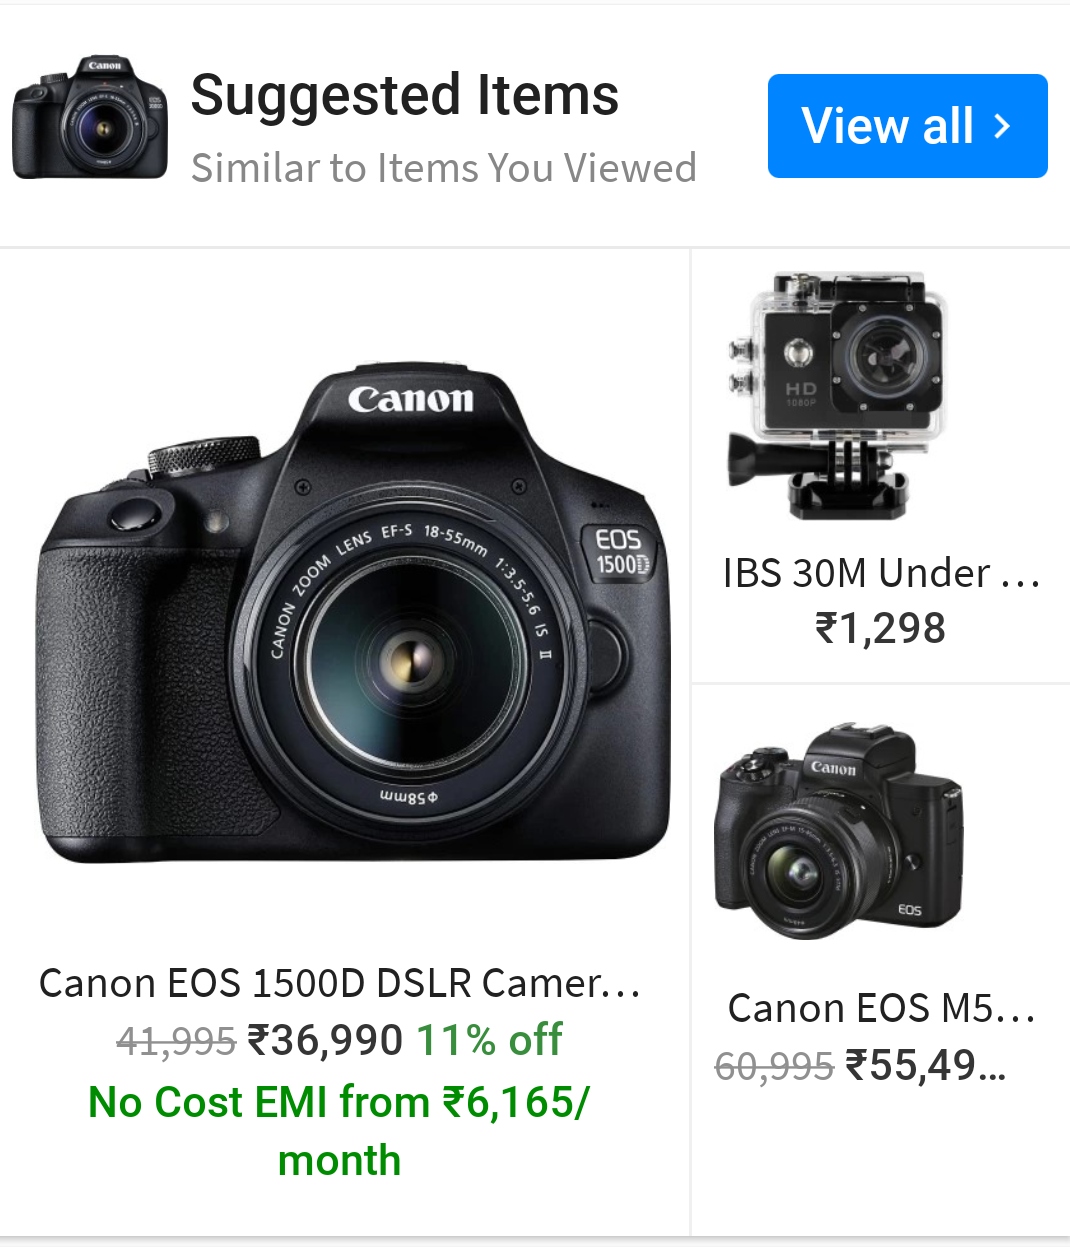 Canon
Suggested Items
Similar to Items You Viewed
View all
Canon
EOS
1500D
CANON ZOOM LENS EF-S 18-55mm 1:3.5-5.6 IS II
Φ58mm
Canon EOS 1500D DSLR Camer...
41,995 ₹36,990 11% off
No Cost EMI from ₹6,165/
month
HD
1080P
IBS 30M Under ...
₹1,298
Canon
EOS
Canon EOS M5...
60,995 ₹55,49...